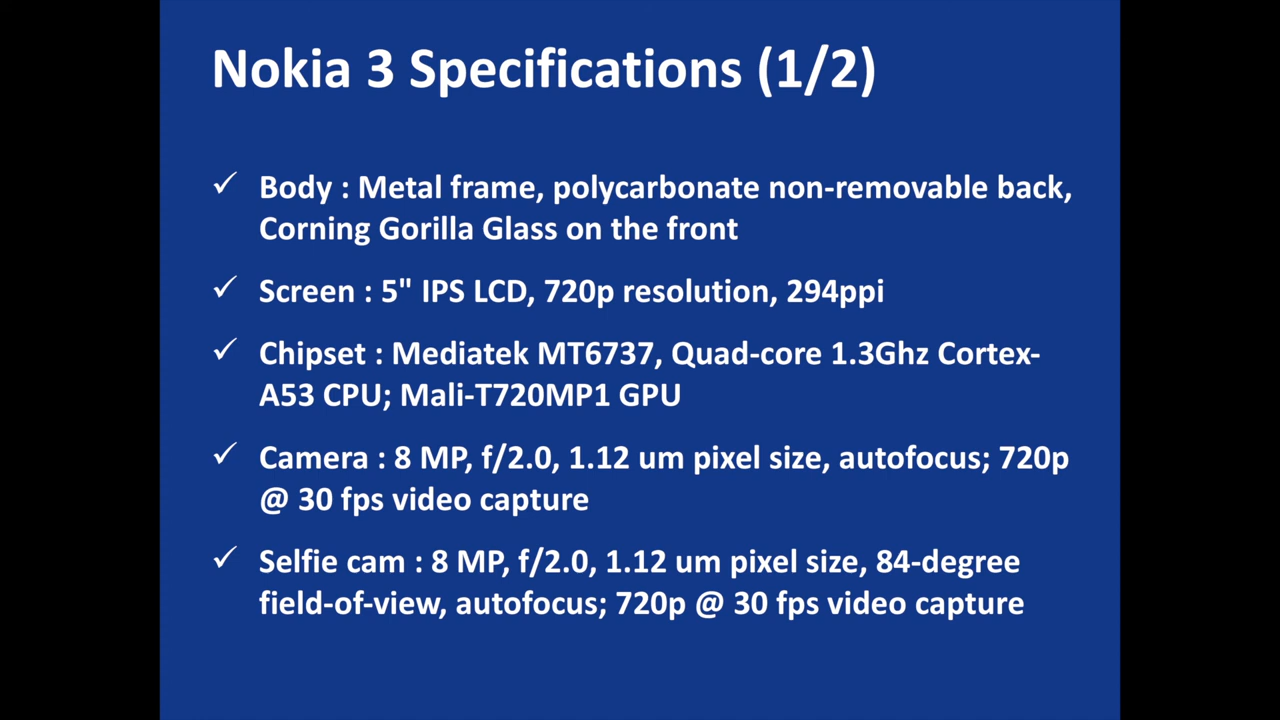 Nokia 3 Specifications (1/2)
✓ Body : Metal frame, polycarbonate non-removable back,
Corning Gorilla Glass on the front
✓ Screen : 5" IPS LCD, 720p resolution, 294ppi
✓ Chipset : Mediatek MT6737, Quad-core 1.3Ghz Cortex-
A53 CPU; Mali-T720MP1 GPU
✓ Camera : 8 MP, f/2.0, 1.12 um pixel size, autofocus; 720p
@ 30 fps video capture
✓ Selfie cam : 8 MP, f/2.0, 1.12 um pixel size, 84-degree
field-of-view, autofocus; 720p @ 30 fps video capture